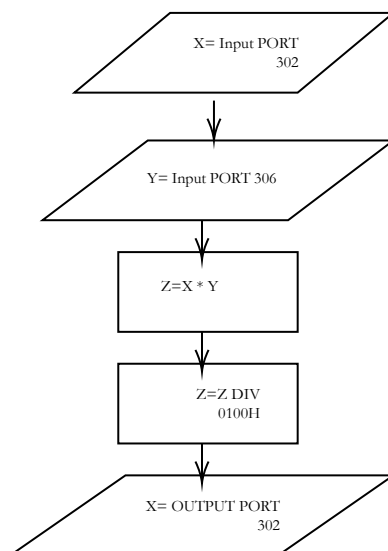 X= Input PORT
302
Y= Input PORT 306
Z=X * Y
Z=Z DIV
0100H
X= OUTPUT PORT
302